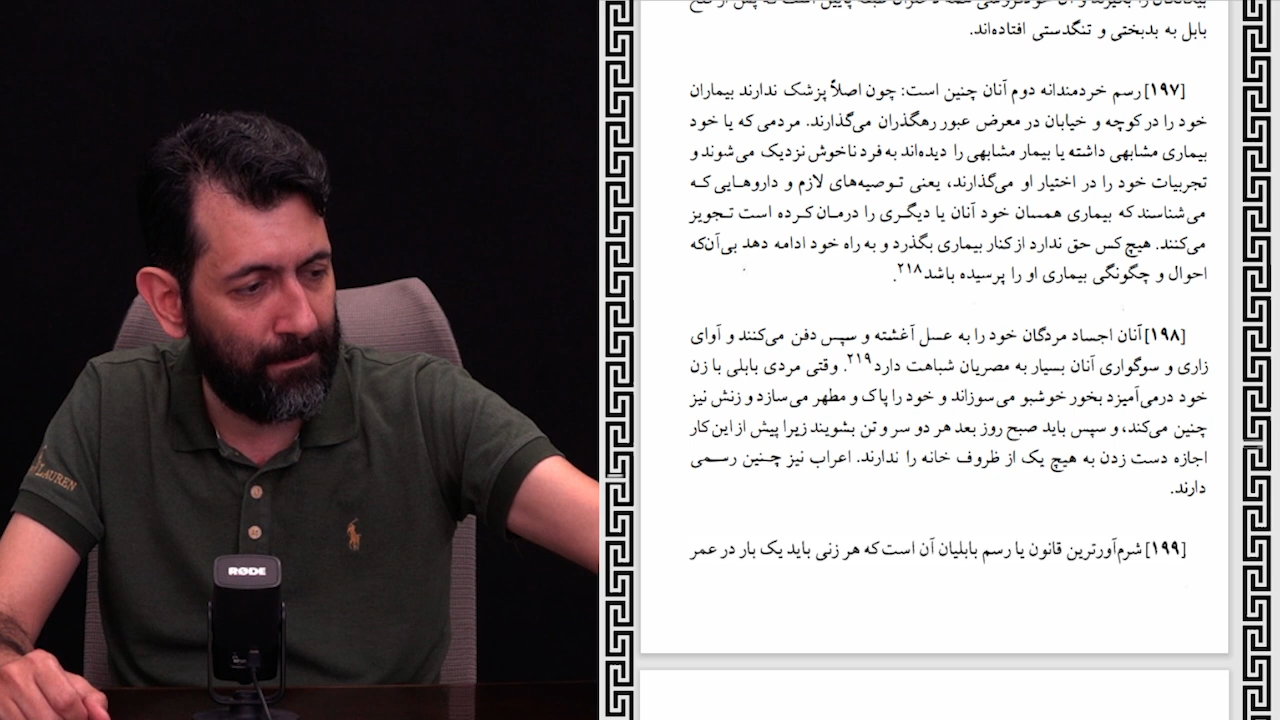 بابل به بدبختی و تنگدستی افتاده‌اند.
[۱۹۷] رسم خردمندانه دوم آنان چنین است: چون اصلاً پزشک ندارند بیماران
خود را در کوچه و خیابان در معرض عبور رهگذران می‌گذارند. مردمی که یا خود
بیماری مشابهی داشته یا بیمار مشابهی را دیده‌اند به فرد ناخوش نزدیک می‌شوند و
تجربیات خود را در اختیار او می‌گذارند، یعنی توصیه‌های لازم و داروهایی که
می‌شناسند که بیماری همسان خود آنان یا دیگری را درمان کرده است تجویز
می‌کنند. هیچ کس حق ندارد از کنار بیماری بگذرد و به راه خود ادامه دهد بی‌آن‌که
احوال و چگونگی بیماری او را پرسیده باشد۲۱۸.
[۱۹۸] آنان اجساد مردگان خود را به عسل آغشته و سپس دفن می‌کنند و آوای
زاری و سوگواری آنان بسیار به مصریان شباهت دارد۲۱۹. وقتی مردی بابلی با زن
خود درمی‌آمیزد بخور خوشبو می‌سوزاند و خود را پاک و مطهر می‌سازد و زنش نیز
چنین می‌کند، و سپس باید صبح روز بعد هر دو سر و تن بشویند زیرا پیش از این کار
اجازه دست زدن به هیچ یک از ظروف خانه را ندارند. اعراب نیز چنین رسمی
دارند.
[۱۹۹] شرم‌آورترین قانون یا رسم بابلیان آن است که هر زنی باید یک بار در عمر
LAUREN
RØDE